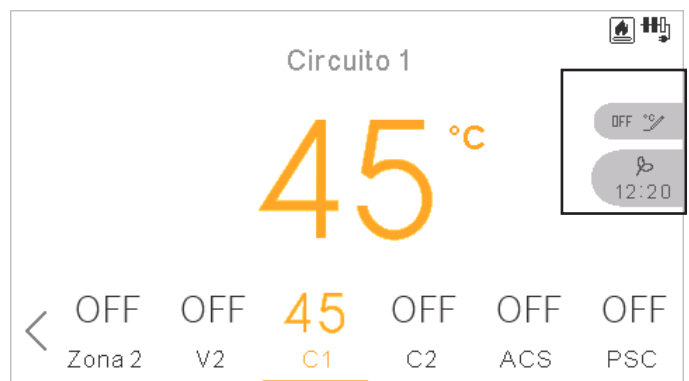 Circuito 1
45 °C
OFF °C
12:20
OFF OFF 45 OFF OFF OFF
Zona 2 V2 C1 C2 ACS PSC